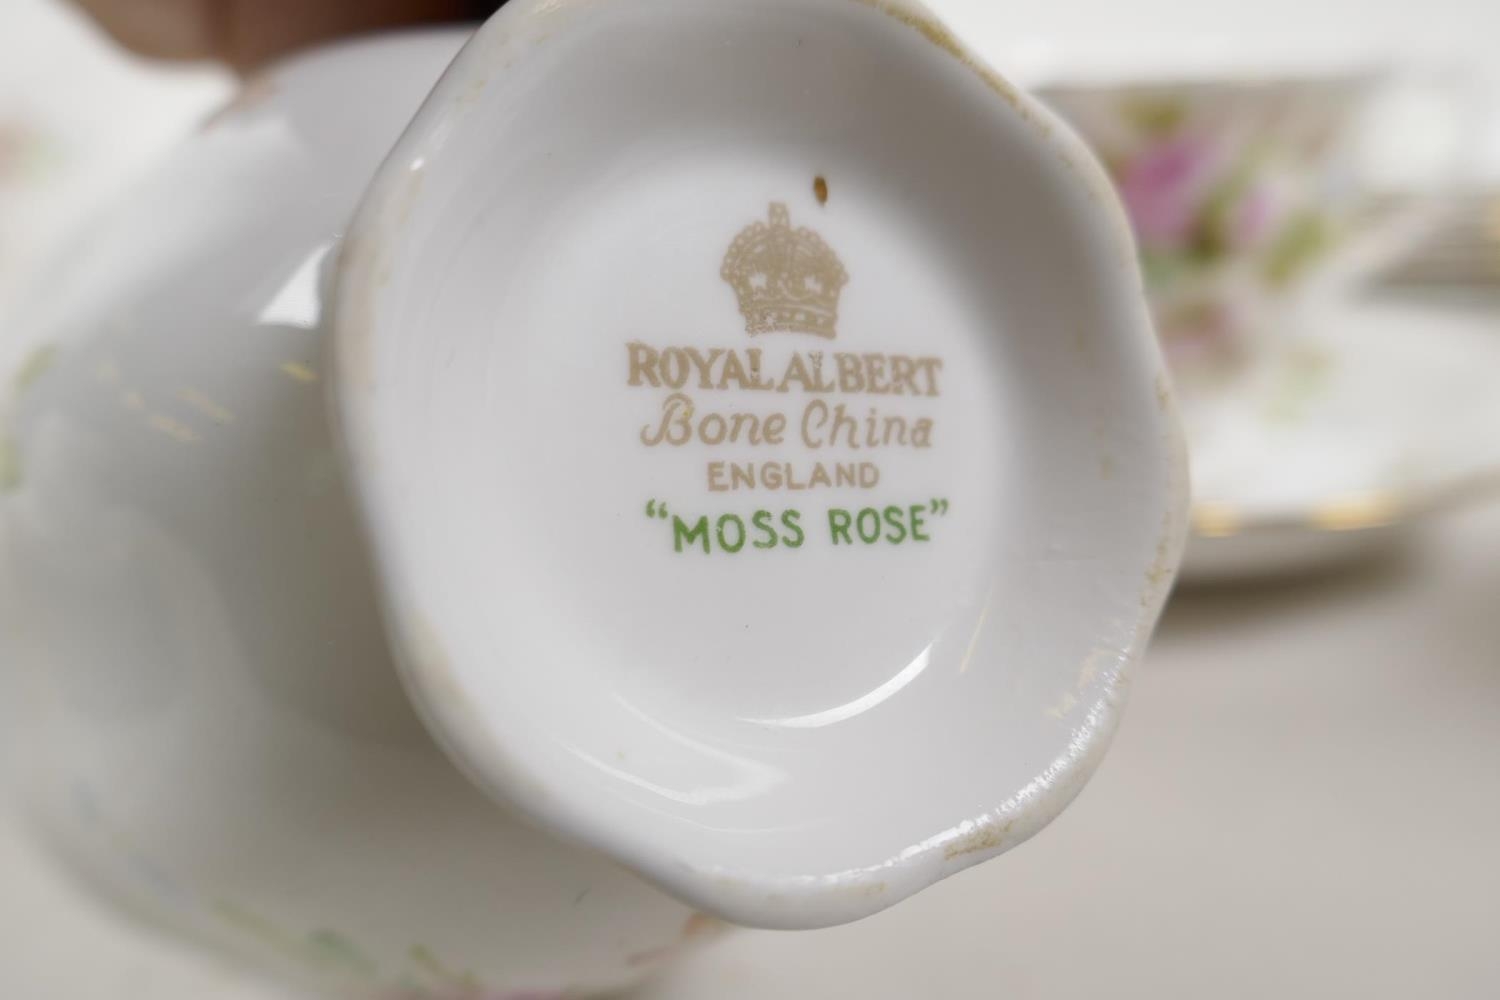 ROYAL ALBERT
Bone China
ENGLAND
“MOSS ROSE”